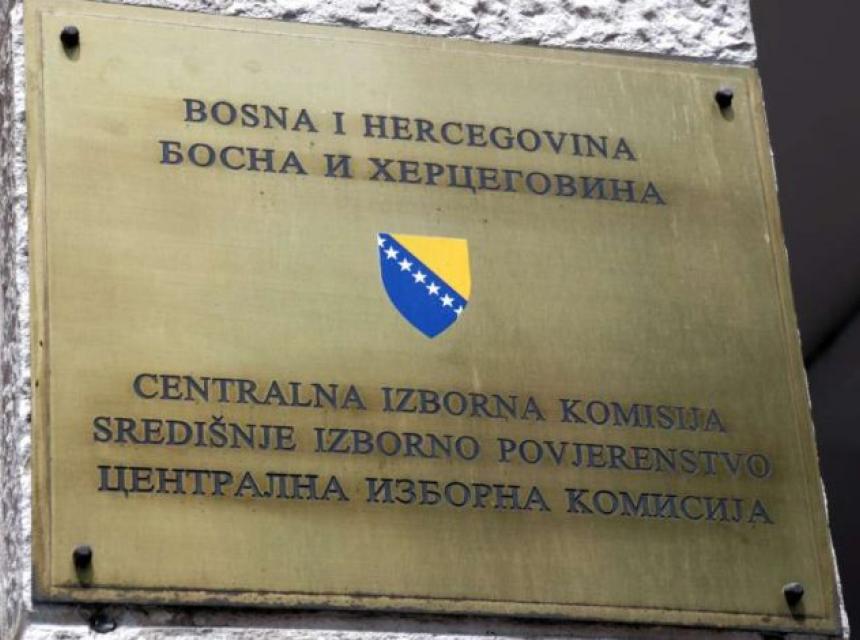 BOSNA I HERCEGOVINA
БОСНА И ХЕРЦЕГОВИНА
CENTRALNA IZBORNA KOMISIJA
SREDIŠNJE IZBORNO POVJERENSTVO
ЦЕНТРАЛНА ИЗБОРНА КОМИСИЈА